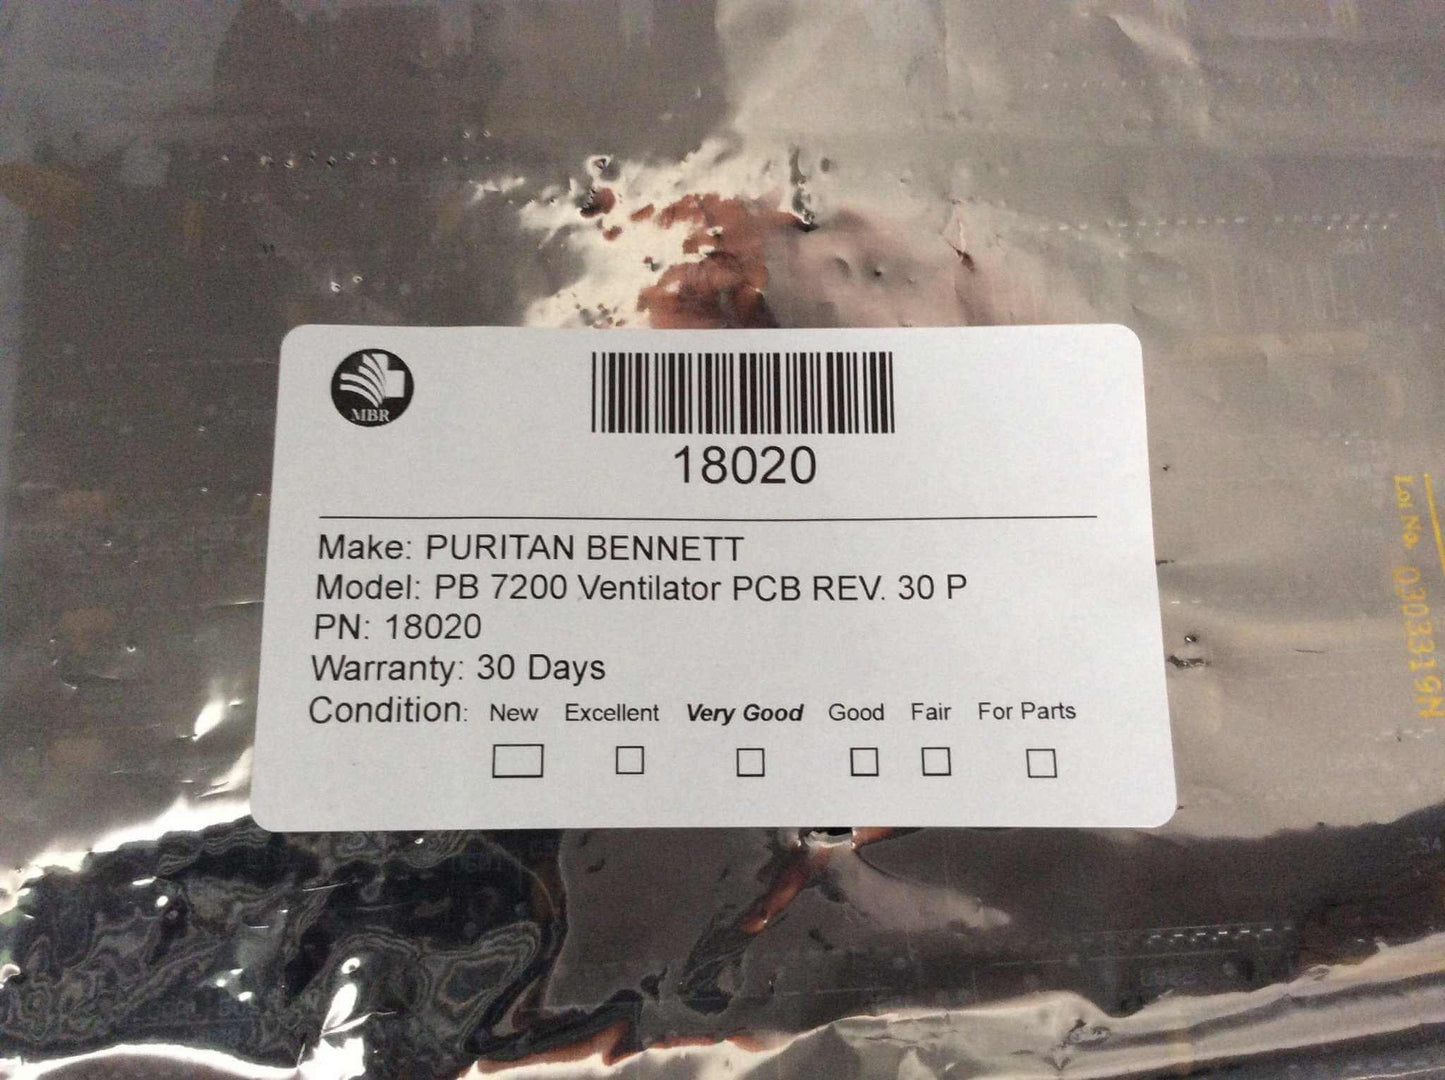 MBR
18020
Make: PURITAN BENNETT
Model: PB 7200 Ventilator PCB REV. 30 P
PN: 18020
Warranty: 30 Days
Condition: New Excellent Very Good Good Fair For Parts
Lot No. 030319N